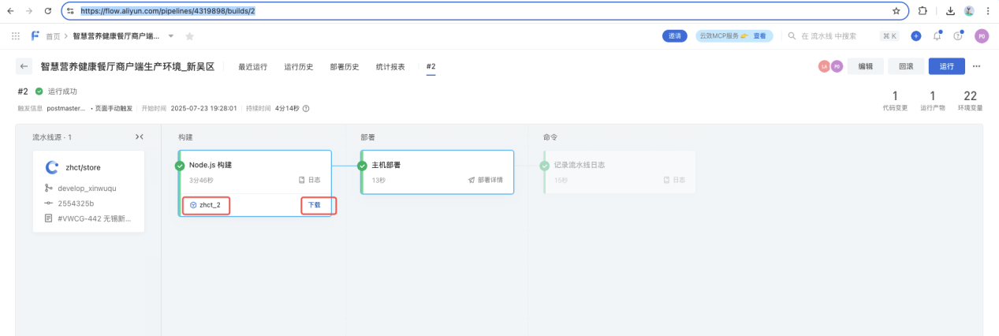 https://flow.aliyun.com/pipelines/4319898/builds/2
首页 > 智慧营养健康餐厅商户端... 邀请 云效MCP服务 查看 在 流水线 中搜索 ⌘ K PO
智慧营养健康餐厅商户端生产环境_新吴区 最近运行 运行历史 部署历史 统计报表 #2 LA PO 编辑 回滚 运行
#2 运行成功
触发信息 postmaster... · 页面手动触发 开始时间 2025-07-23 19:28:01 持续时间 4分14秒
1 1 22
代码变更 运行产物 环境变量
流水线源 · 1 构建 部署 命令
zhct/store Node.js 构建 主机部署 记录流水线日志
3分46秒 日志 13秒 部署详情 15秒 日志
develop_xinwuqu
2554325b zhct_2 下载
#VWCG-442 无锡新...